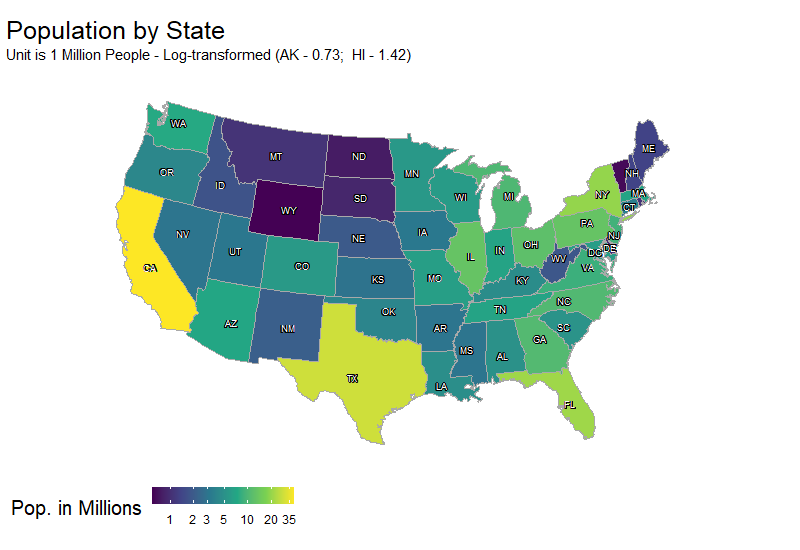 Population by State
Unit is 1 Million People - Log-transformed (AK - 0.73;  HI - 1.42)
WA
ME
MT
ND
OR
MN
NH
ID
WI
MI
MA
SD
NY
CT
WY
PA
NV
IA
NJ
NE
OH
UT
IL
IN
DE
DC
WV
CA
CO
VA
KS
MO
KY
NC
OK
TN
AZ
NM
AR
SC
MS
GA
AL
TX
LA
FL
Pop. in Millions
1 2 3 5 10 20 35